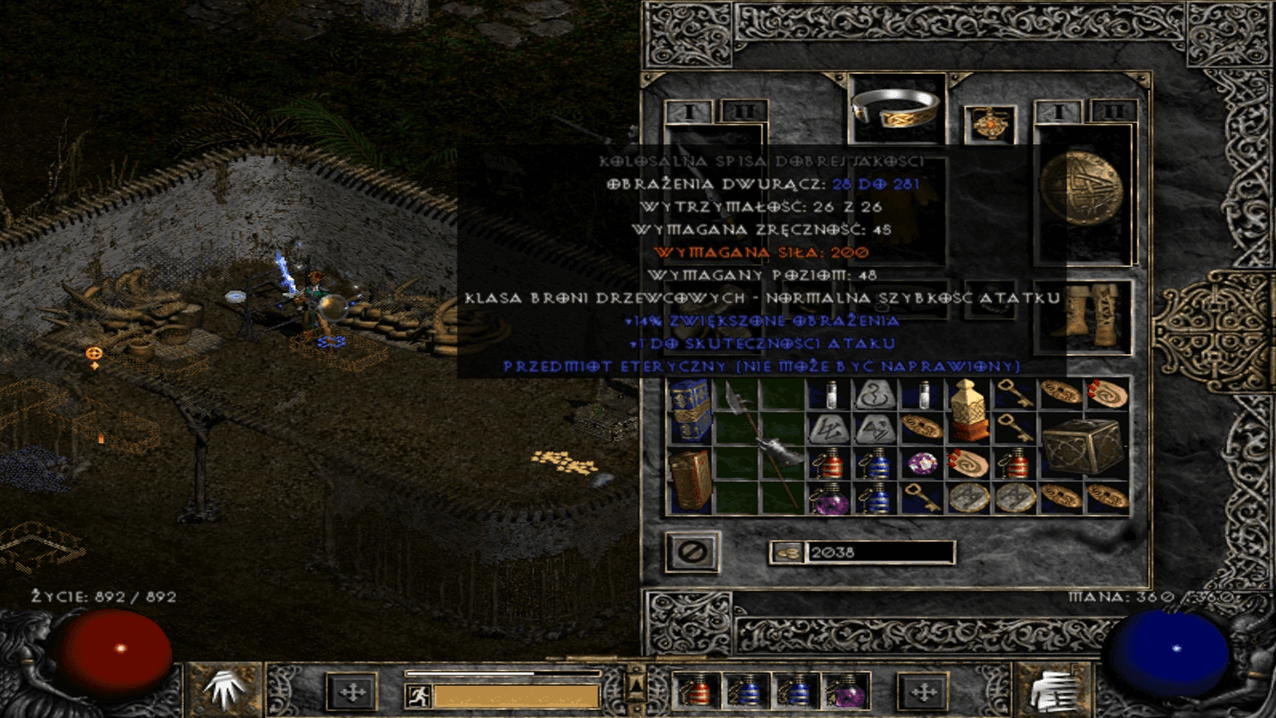 I II
I II
KOLOSALNA SPISA DOBREJ JAKOŚCI
OBRAŻENIA DWURĄCZ: 28 DO 281
WYTRZYMAŁOŚĆ: 26 Z 26
WYMAGANA ZRĘCZNOŚĆ: 45
WYMAGANA SIŁA: 200
WYMAGANY POZIOM: 48
KLASA BRONI DRZEWCOWYCH - NORMALNA SZYBKOŚĆ ATATKU
+14% ZWIĘKSZONE OBRAŻENIA
+1 DO SKUTECZNOŚCI ATAKU
PRZEDMIOT ETERYCZNY (NIE MOŻE BYĆ NAPRAWIONY)
2038
ŻYCIE: 892 / 892
MANA: 360 / 360